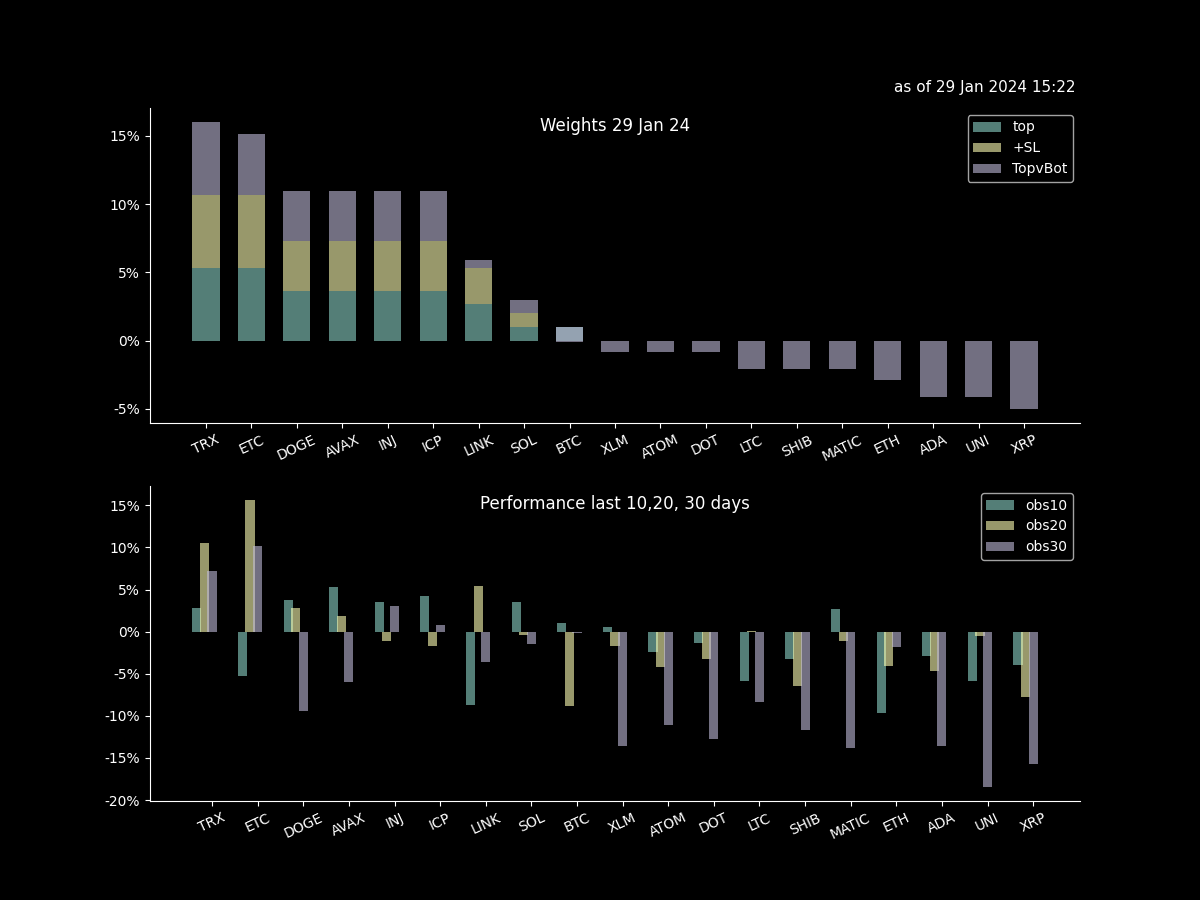 as of 29 Jan 2024 15:22
Weights 29 Jan 24
top
+SL
TopvBot
15%
10%
5%
0%
-5%
TRX ETC DOGE AVAX INJ ICP LINK SOL BTC XLM ATOM DOT LTC SHIB MATIC ETH ADA UNI XRP
Performance last 10,20, 30 days
obs10
obs20
obs30
15%
10%
5%
0%
-5%
-10%
-15%
-20%
TRX ETC DOGE AVAX INJ ICP LINK SOL BTC XLM ATOM DOT LTC SHIB MATIC ETH ADA UNI XRP